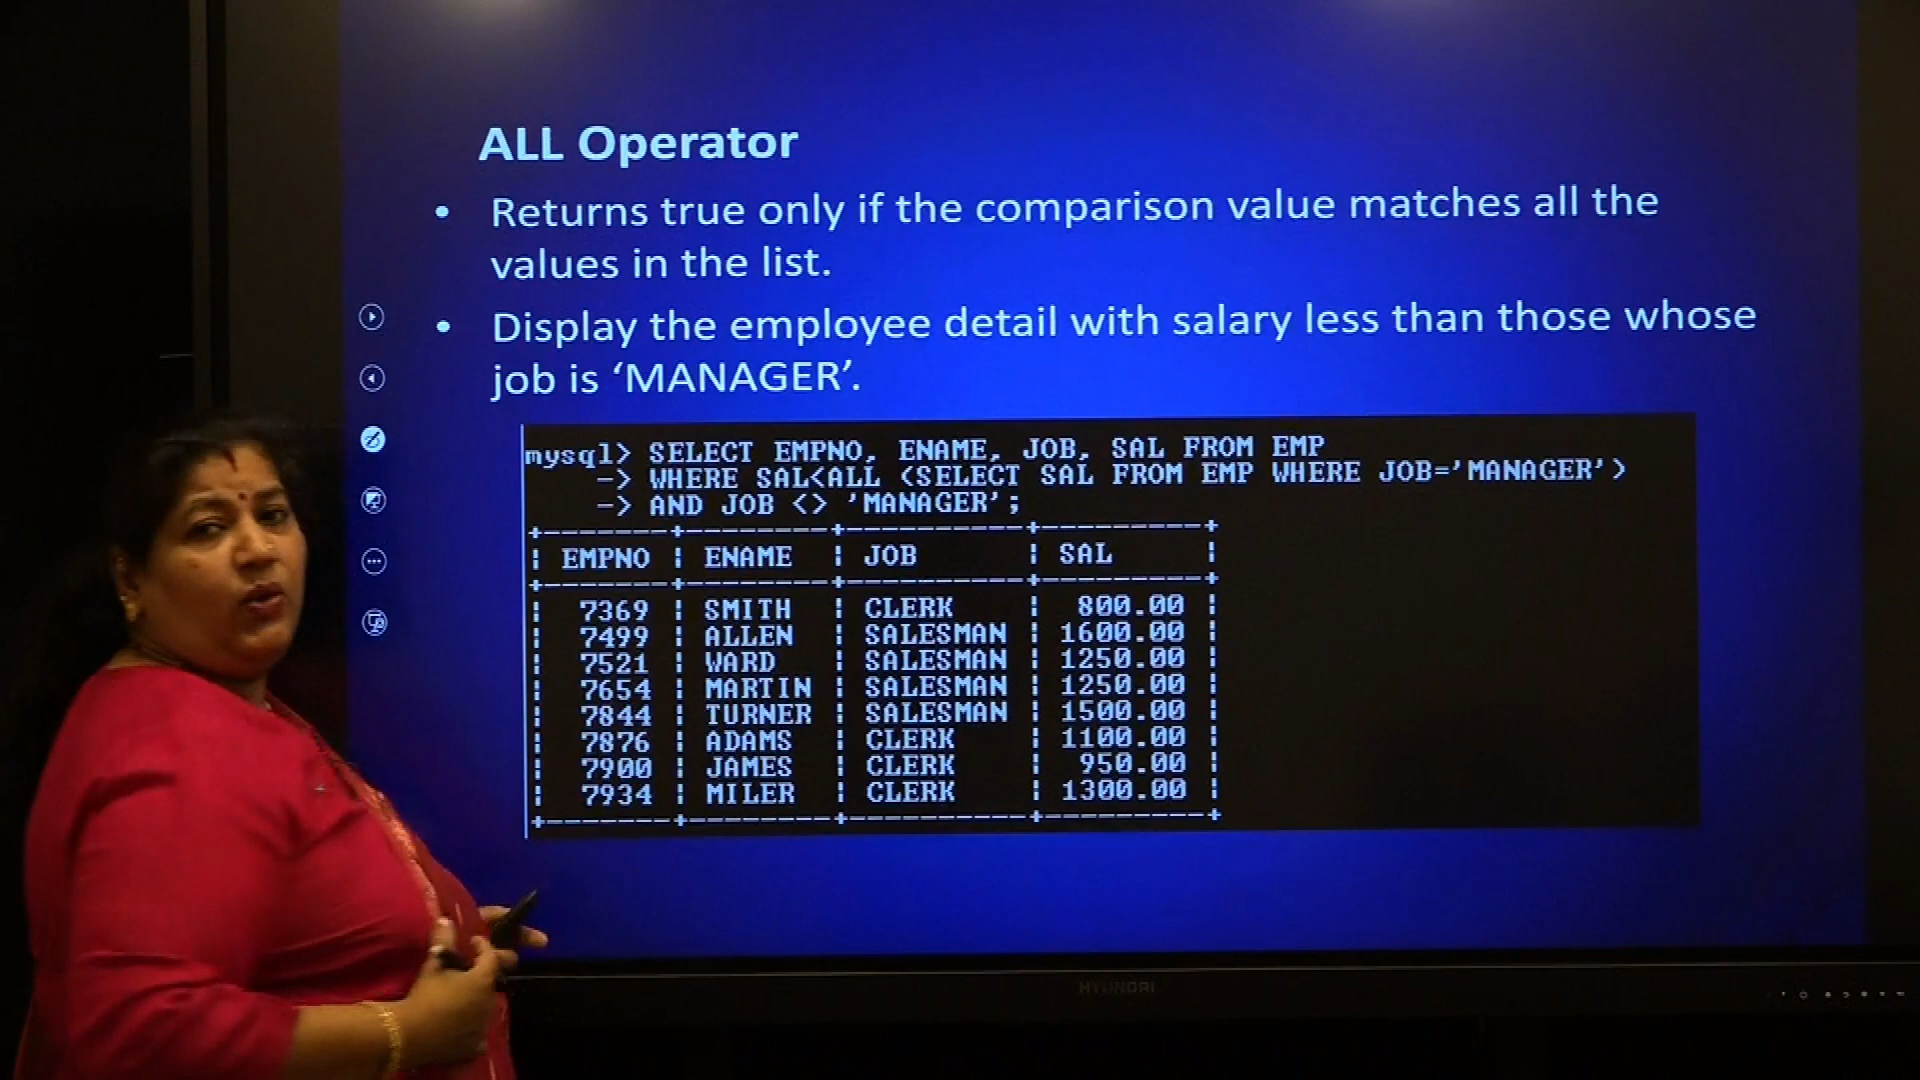 ALL Operator
• Returns true only if the comparison value matches all the
values in the list.
• Display the employee detail with salary less than those whose
job is ‘MANAGER’.
mysql> SELECT EMPNO, ENAME, JOB, SAL FROM EMP
-> WHERE SAL<ALL (SELECT SAL FROM EMP WHERE JOB='MANAGER')
-> AND JOB <> 'MANAGER';
+-------+--------+----------+---------+
| EMPNO | ENAME | JOB | SAL |
+-------+--------+----------+---------+
| 7369 | SMITH | CLERK | 800.00 |
| 7499 | ALLEN | SALESMAN | 1600.00 |
| 7521 | WARD | SALESMAN | 1250.00 |
| 7654 | MARTIN | SALESMAN | 1250.00 |
| 7844 | TURNER | SALESMAN | 1500.00 |
| 7876 | ADAMS | CLERK | 1100.00 |
| 7900 | JAMES | CLERK | 950.00 |
| 7934 | MILER | CLERK | 1300.00 |
+-------+--------+----------+---------+
HYUNDAI